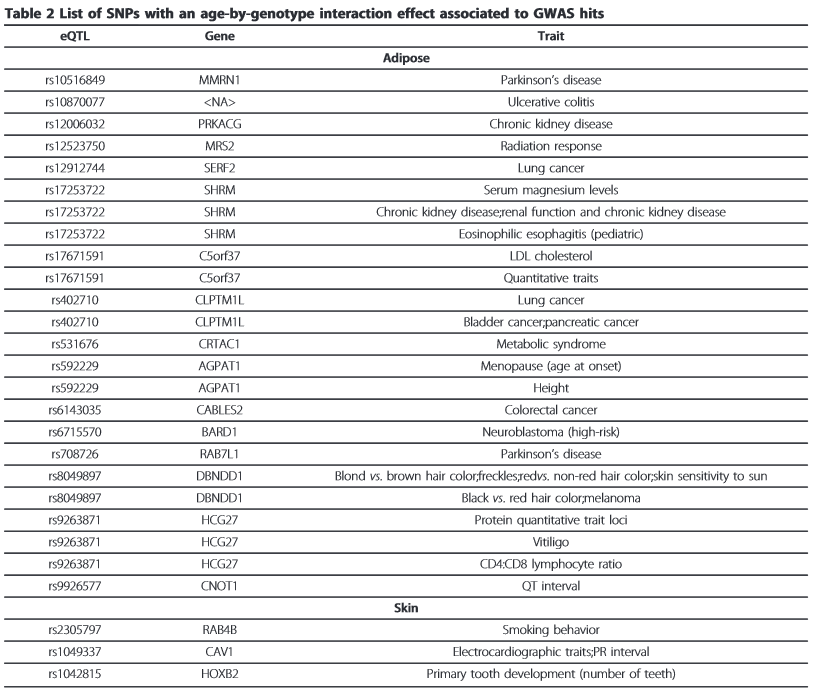 Table 2 List of SNPs with an age-by-genotype interaction effect associated to GWAS hits
eQTL Gene Trait
Adipose
rs10516849 MMRN1 Parkinson's disease
rs10870077 <NA> Ulcerative colitis
rs12006032 PRKACG Chronic kidney disease
rs12523750 MRS2 Radiation response
rs12912744 SERF2 Lung cancer
rs17253722 SHRM Serum magnesium levels
rs17253722 SHRM Chronic kidney disease;renal function and chronic kidney disease
rs17253722 SHRM Eosinophilic esophagitis (pediatric)
rs17671591 C5orf37 LDL cholesterol
rs17671591 C5orf37 Quantitative traits
rs402710 CLPTM1L Lung cancer
rs402710 CLPTM1L Bladder cancer;pancreatic cancer
rs531676 CRTAC1 Metabolic syndrome
rs592229 AGPAT1 Menopause (age at onset)
rs592229 AGPAT1 Height
rs6143035 CABLES2 Colorectal cancer
rs6715570 BARD1 Neuroblastoma (high-risk)
rs708726 RAB7L1 Parkinson's disease
rs8049897 DBNDD1 Blond vs. brown hair color;freckles;redvs. non-red hair color;skin sensitivity to sun
rs8049897 DBNDD1 Black vs. red hair color;melanoma
rs9263871 HCG27 Protein quantitative trait loci
rs9263871 HCG27 Vitiligo
rs9263871 HCG27 CD4:CD8 lymphocyte ratio
rs9926577 CNOT1 QT interval
Skin
rs2305797 RAB4B Smoking behavior
rs1049337 CAV1 Electrocardiographic traits;PR interval
rs1042815 HOXB2 Primary tooth development (number of teeth)